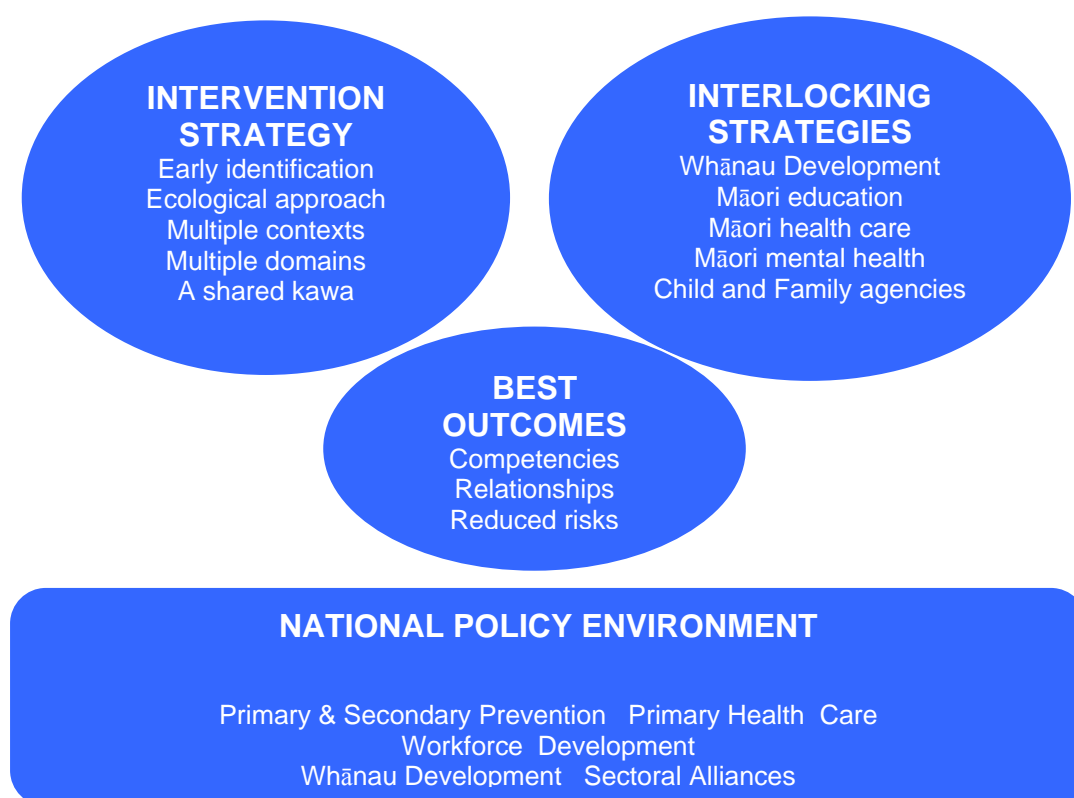 INTERVENTION
STRATEGY
Early identification
Ecological approach
Multiple contexts
Multiple domains
A shared kawa
INTERLOCKING
STRATEGIES
Whānau Development
Māori education
Māori health care
Māori mental health
Child and Family agencies
BEST
OUTCOMES
Competencies
Relationships
Reduced risks
NATIONAL POLICY ENVIRONMENT
Primary & Secondary Prevention   Primary Health  Care
Workforce  Development
Whānau Development   Sectoral Alliances